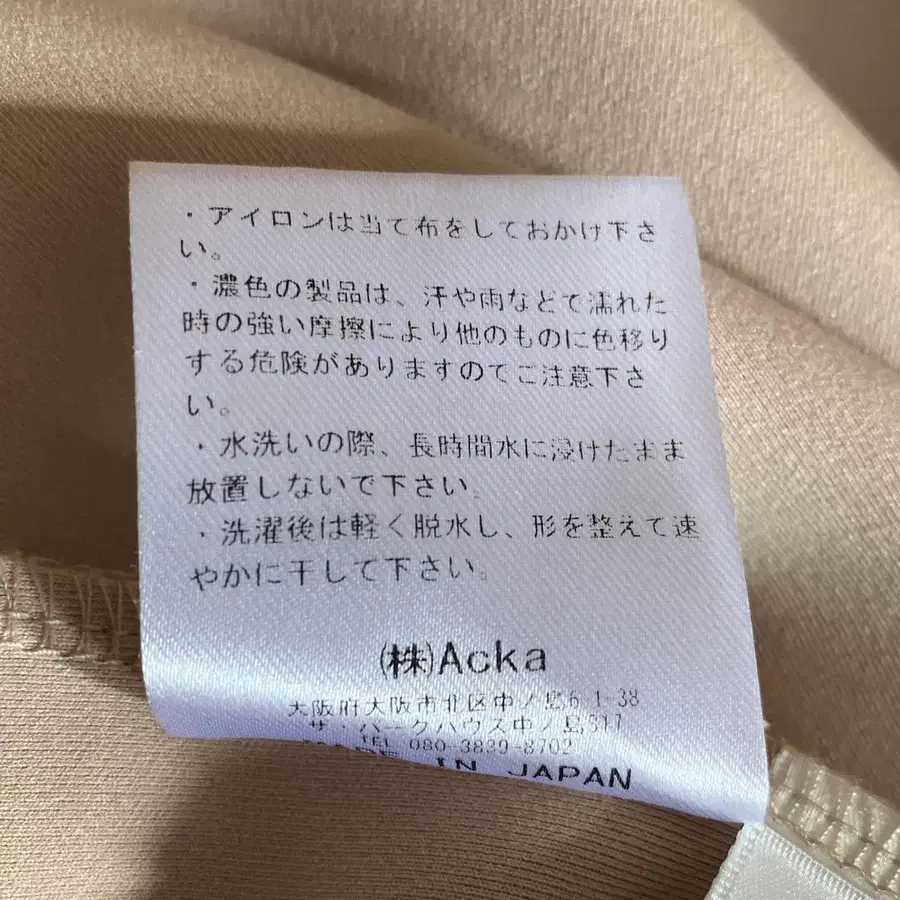 ・アイロンは当て布をしておかけ下さ
い。
・濃色の製品は、汗や雨などて濡れた
時の強い摩擦により他のものに色移り
する危険がありますのでご注意下さ
い。
・水洗いの際、長時間水に浸けたまま
放置しないで下さい。
・洗濯後は軽く脱水し、形を整えて速
やかに干して下さい。
(株)Acka
大阪府大阪市北区中ノ島6-1-38
ザ・パークハウス中ノ島317
TEL 080-3839-8702
IN JAPAN